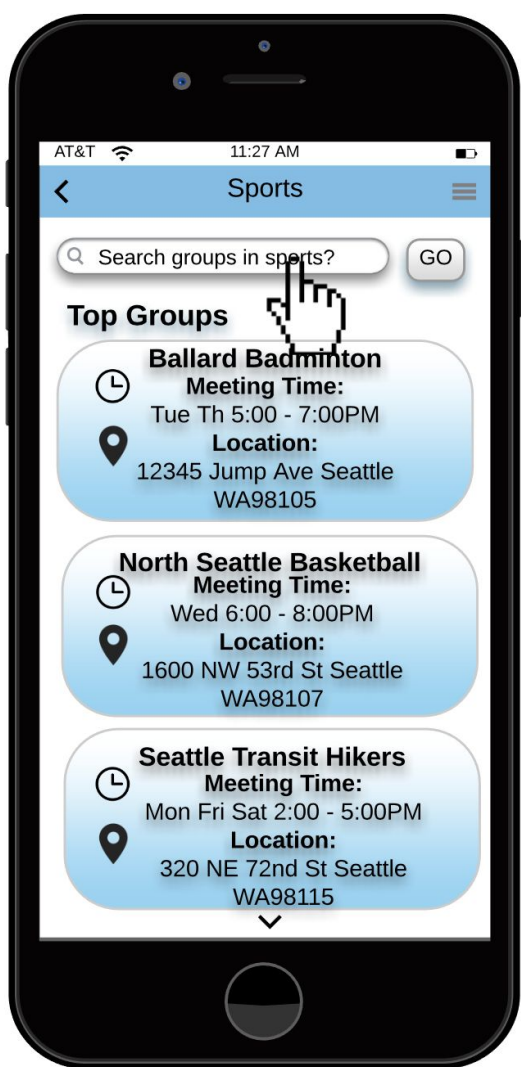 AT&T 11:27 AM
Sports
Search groups in sports? GO
Top Groups
Ballard Badminton
Meeting Time:
Tue Th 5:00 - 7:00PM
Location:
12345 Jump Ave Seattle
WA98105
North Seattle Basketball
Meeting Time:
Wed 6:00 - 8:00PM
Location:
1600 NW 53rd St Seattle
WA98107
Seattle Transit Hikers
Meeting Time:
Mon Fri Sat 2:00 - 5:00PM
Location:
320 NE 72nd St Seattle
WA98115